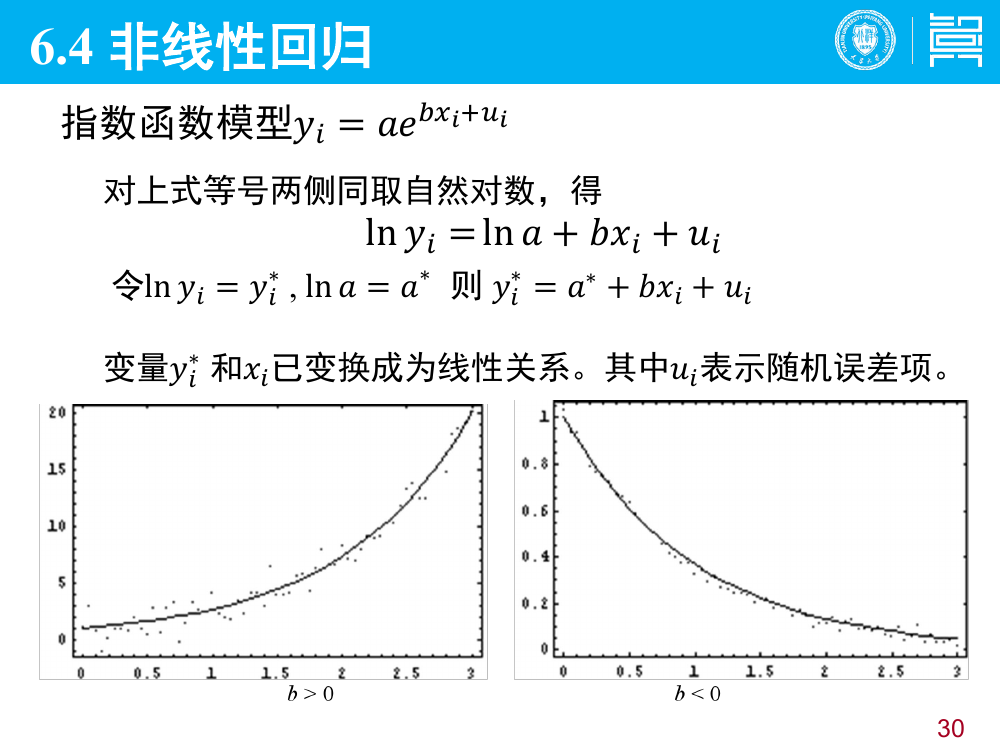 6.4 非线性回归
指数函数模型yᵢ = ae^(bxᵢ+uᵢ)
对上式等号两侧同取自然对数，得
ln yᵢ = ln a + bxᵢ + uᵢ
令ln yᵢ = yᵢ* , ln a = a* 则 yᵢ* = a* + bxᵢ + uᵢ
变量yᵢ* 和xᵢ已变换成为线性关系。其中uᵢ表示随机误差项。
20
15
10
5
0
0 0.5 1 1.5 2 2.5 3
b > 0
1
0.8
0.6
0.4
0.2
0
0 0.5 1 1.5 2 2.5 3
b < 0
30